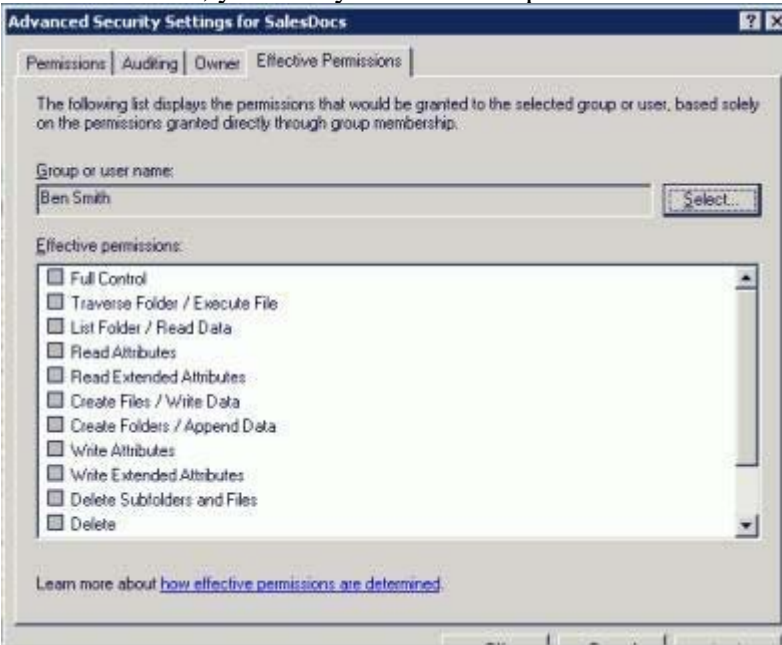 Advanced Security Settings for SalesDocs
Permissions
Auditing
Owner
Effective Permissions
The following list displays the permissions that would be granted to the selected group or user, based solely
on the permissions granted directly through group membership.
Group or user name:
Ben Smith
Select...
Effective permissions:
Full Control
Traverse Folder / Execute File
List Folder / Read Data
Read Attributes
Read Extended Attributes
Create Files / Write Data
Create Folders / Append Data
Write Attributes
Write Extended Attributes
Delete Subfolders and Files
Delete
Learn more about how effective permissions are determined.